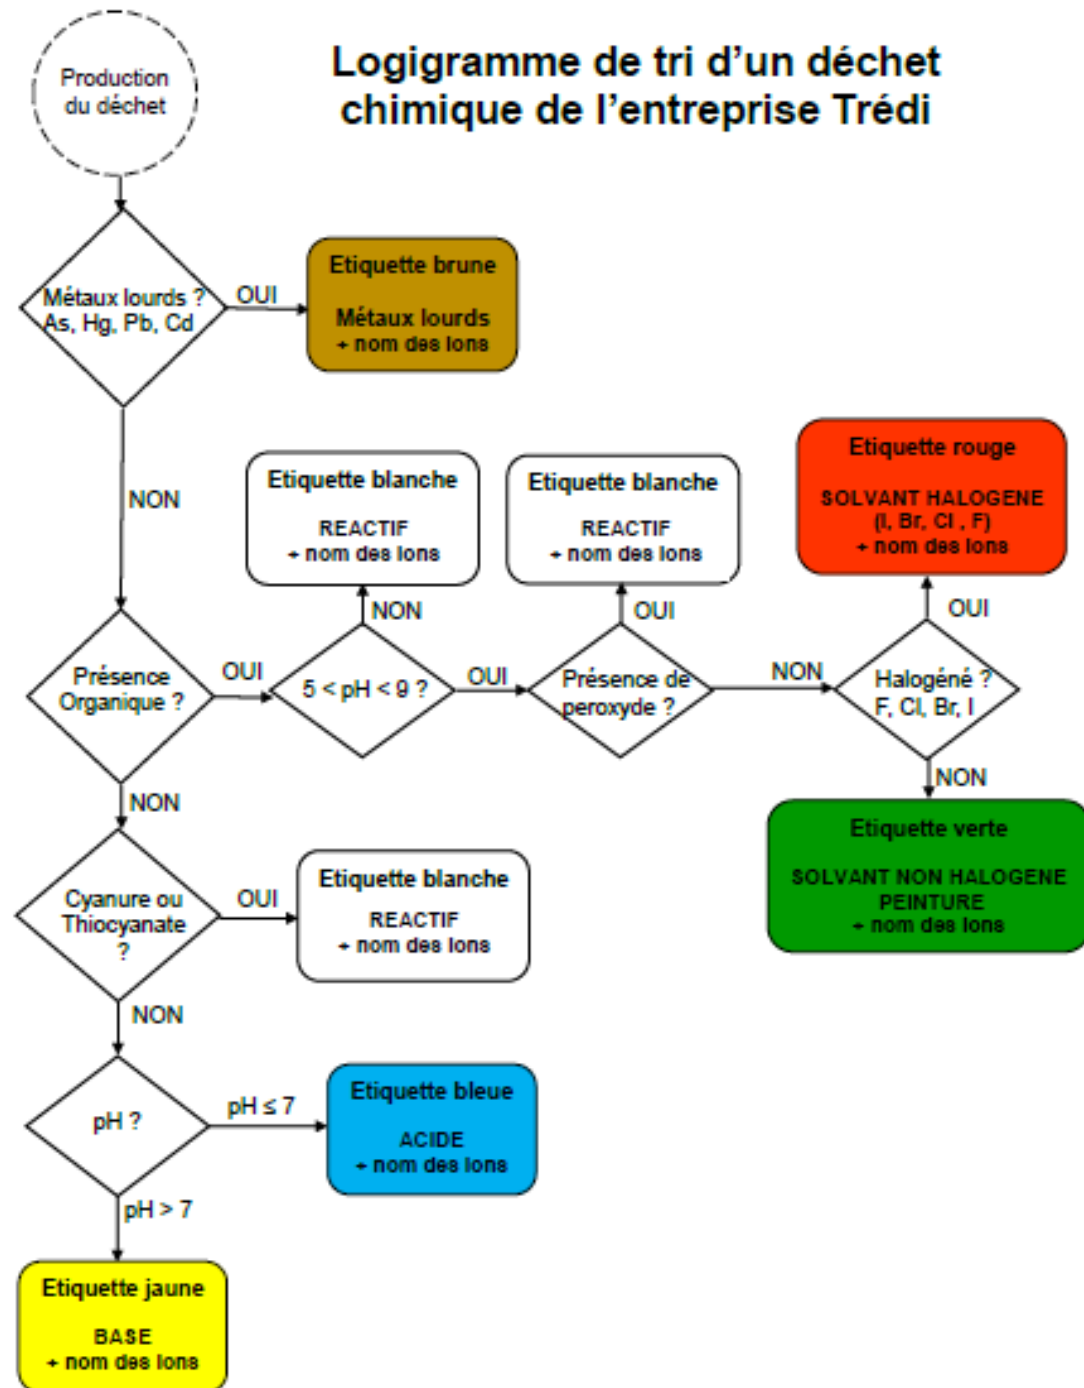 Logigramme de tri d'un déchet
chimique de l'entreprise Trédi
Production
du déchet
Métaux lourds ?
As, Hg, Pb, Cd
OUI
Etiquette brune
Métaux lourds
+ nom des Ions
NON
Etiquette blanche
REACTIF
+ nom des Ions
Etiquette blanche
REACTIF
+ nom des Ions
Etiquette rouge
SOLVANT HALOGENE
(I, Br, Cl , F)
+ nom des Ions
NON
OUI
OUI
Présence
Organique ?
OUI
5 < pH < 9 ?
OUI
Présence de
peroxyde ?
NON
Halogéné ?
F, Cl, Br, I
NON
NON
Etiquette verte
SOLVANT NON HALOGENE
PEINTURE
+ nom des Ions
Cyanure ou
Thiocyanate
?
OUI
Etiquette blanche
REACTIF
+ nom des Ions
NON
pH ?
pH ≤ 7
Etiquette bleue
ACIDE
+ nom des Ions
pH > 7
Etiquette jaune
BASE
+ nom des Ions